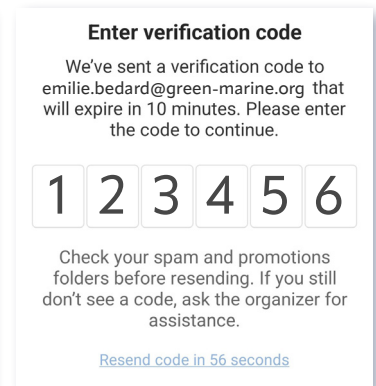 Enter verification code
We've sent a verification code to
emilie.bedard@green-marine.org that
will expire in 10 minutes. Please enter
the code to continue.
1 2 3 4 5 6
Check your spam and promotions
folders before resending. If you still
don't see a code, ask the organizer for
assistance.
Resend code in 56 seconds